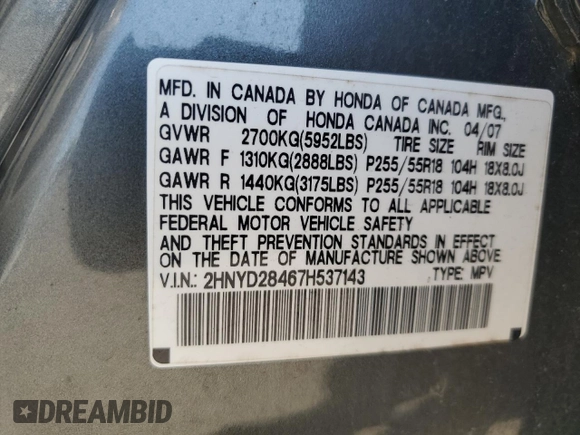 MFD. IN CANADA BY HONDA OF CANADA MFG.,
A DIVISION OF HONDA CANADA INC. 04/07
GVWR 2700KG(5952LBS) TIRE SIZE RIM SIZE
GAWR F 1310KG(2888LBS) P255/55R18 104H 18X8.0J
GAWR R 1440KG(3175LBS) P255/55R18 104H 18X8.0J
THIS VEHICLE CONFORMS TO ALL APPLICABLE
FEDERAL MOTOR VEHICLE SAFETY
AND THEFT PREVENTION STANDARDS IN EFFECT
ON THE DATE OF MANUFACTURE SHOWN ABOVE.
V.I.N.: 2HNYD28467H537143 TYPE: MPV
DREAMBID